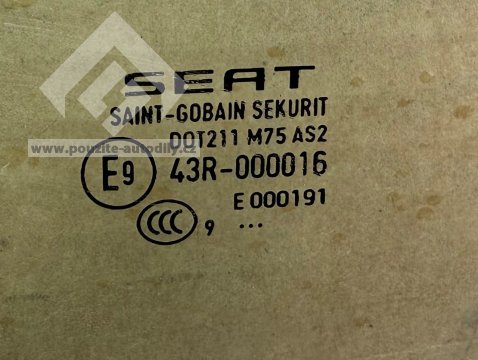 SEAT
SAINT-GOBAIN SEKURIT
DOT211 M75 AS2
www.pouzite-autodily.cz
E9 43R-000016
E 000191
CCC 9 ...